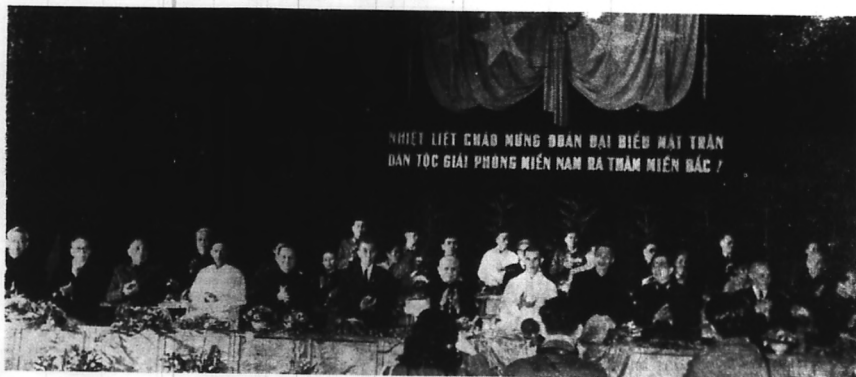 NHIỆT LIỆT CHÀO MỪNG ĐOÀN ĐẠI BIỂU MẶT TRẬN
DÂN TỘC GIẢI PHÓNG MIỀN NAM RA THĂM MIỀN BẮC !